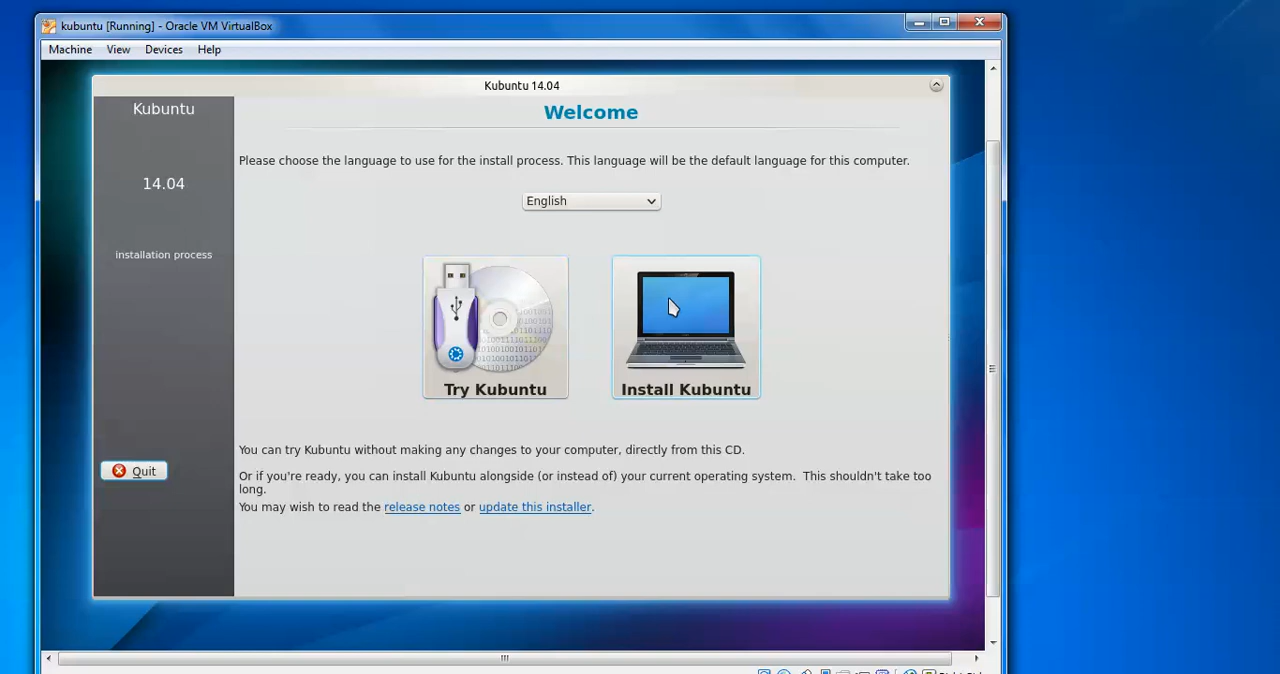 kubuntu [Running] - Oracle VM VirtualBox
Machine View Devices Help
Kubuntu 14.04
Kubuntu
Welcome
Please choose the language to use for the install process. This language will be the default language for this computer.
14.04
English
installation process
Try Kubuntu
Install Kubuntu
You can try Kubuntu without making any changes to your computer, directly from this CD.
Quit
Or if you're ready, you can install Kubuntu alongside (or instead of) your current operating system. This shouldn't take too
long.
You may wish to read the release notes or update this installer.